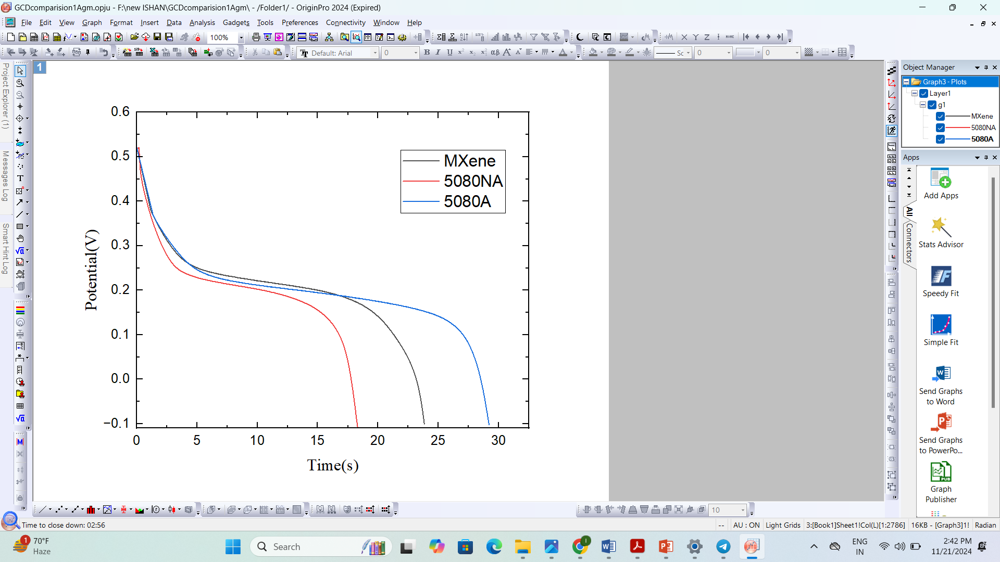 GCDcomparision1Agm.opju - F:\new ISHAN\GCDcomparision1Agm\ - /Folder1/ - OriginPro 2024 (Expired)
File Edit View Graph Format Insert Data Analysis Gadgets Tools Preferences Connectivity Window Help
100%
Default: Arial 0 B I U αβ A A A 0 0
Project Explorer (1)
Messages Log
Smart Hint Log
1
0.6
0.5
0.4
0.3
0.2
0.1
0.0
−0.1
Potential(V)
MXene
5080NA
5080A
0 5 10 15 20 25 30
Time(s)
Object Manager
Graph3 - Plots
Layer1
g1
MXene
5080NA
5080A
Apps
All
Connectors
Add Apps
Stats Advisor
Speedy Fit
Simple Fit
Send Graphs
to Word
Send Graphs
to PowerPo...
Graph
Publisher
10
Time to close down: 02:56
-- AU : ON Light Grids 3:[Book1]Sheet1!Col(L)[1:2786] 16KB - [Graph3]1! Radian
1
70°F
Haze
Search
ENG
IN
2:42 PM
11/21/2024